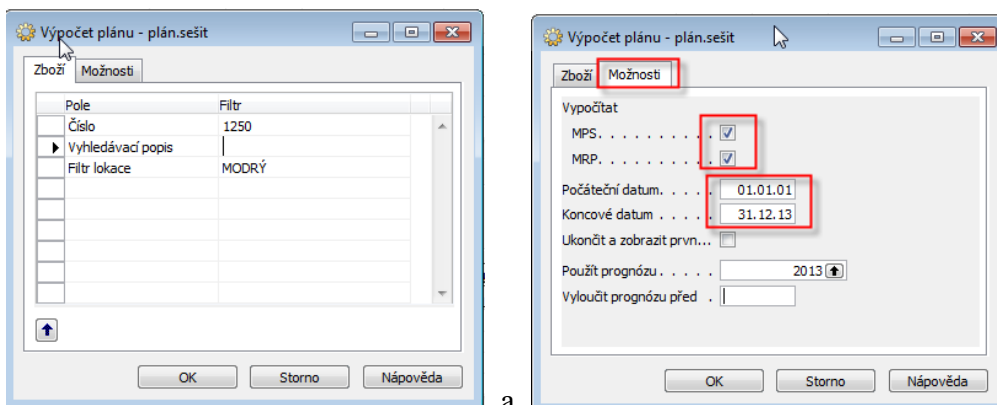 Výpočet plánu - plán.sešit
Zboží Možnosti
Pole Filtr
Číslo 1250
Vyhledávací popis
Filtr lokace MODRÝ
OK Storno Nápověda
a
Výpočet plánu - plán.sešit
Zboží Možnosti
Vypočítat
MPS. . . . . . . . . .
MRP. . . . . . . . . .
Počáteční datum. . . . . 01.01.01
Koncové datum . . . . . 31.12.13
Ukončit a zobrazit prvn...
Použít prognózu. . . . . 2013
Vyloučit prognózu před .
OK Storno Nápověda